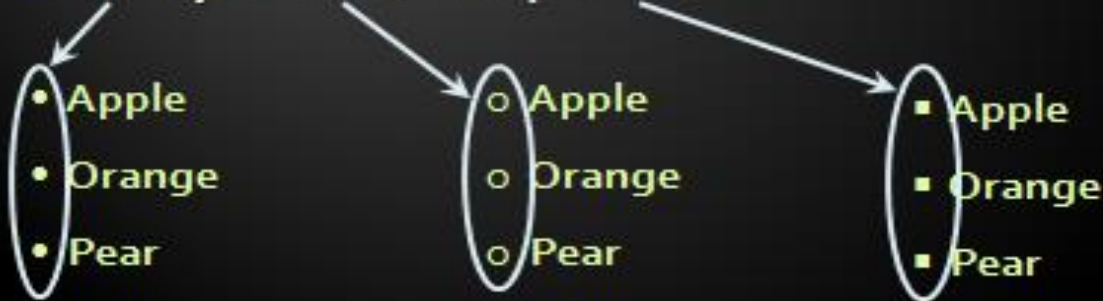 • Apple
• Orange
• Pear
○ Apple
○ Orange
○ Pear
▪ Apple
▪ Orange
▪ Pear